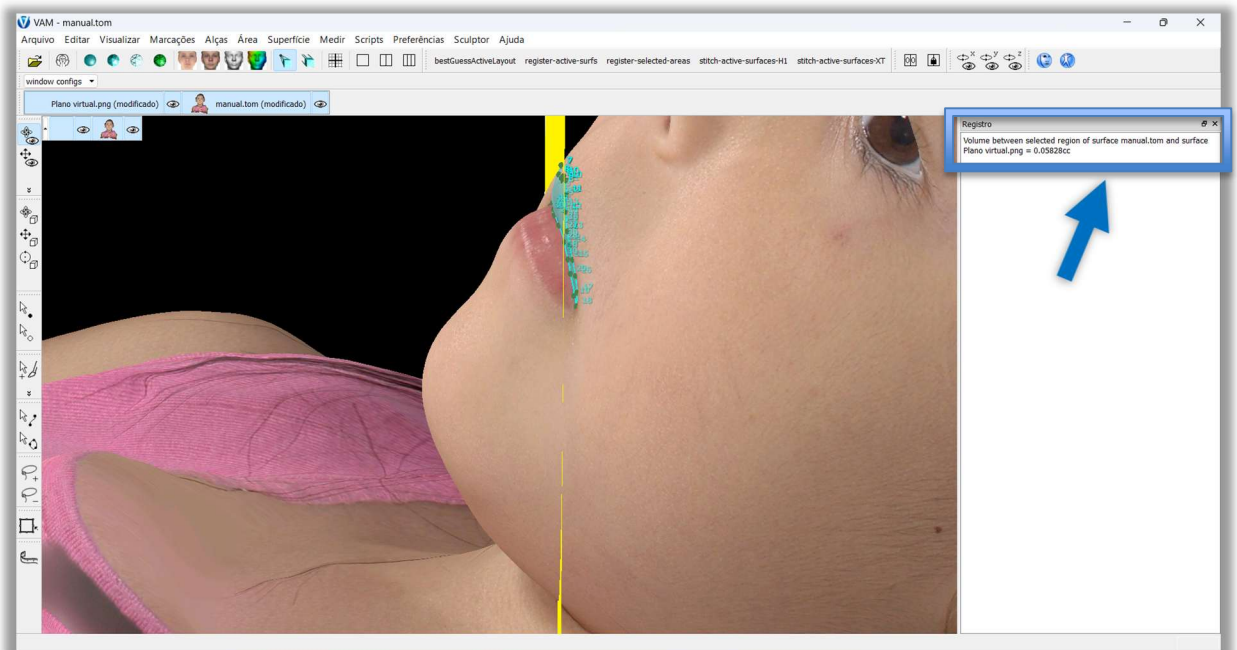 VAM - manual.tom
Arquivo Editar Visualizar Marcações Alças Área Superfície Medir Scripts Preferências Sculptor Ajuda
bestGuessActiveLayout register-active-surfs register-selected-areas stitch-active-surfaces-H1 stitch-active-surfaces-XT
window configs
Plano virtual.png (modificado) manual.tom (modificado)
Registro
Volume between selected region of surface manual.tom and surface
Plano virtual.png = 0.05828cc